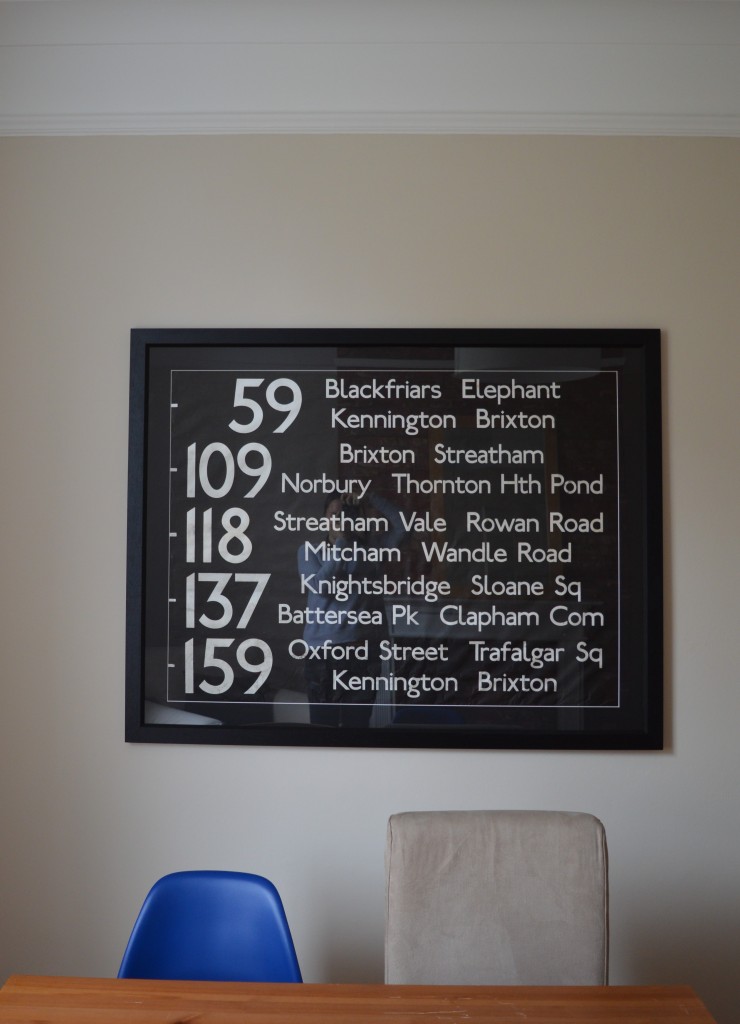 59 Blackfriars Elephant
Kennington Brixton
109 Brixton Streatham
Norbury Thornton Hth Pond
118 Streatham Vale Rowan Road
Mitcham Wandle Road
137 Knightsbridge Sloane Sq
Battersea Pk Clapham Com
159 Oxford Street Trafalgar Sq
Kennington Brixton